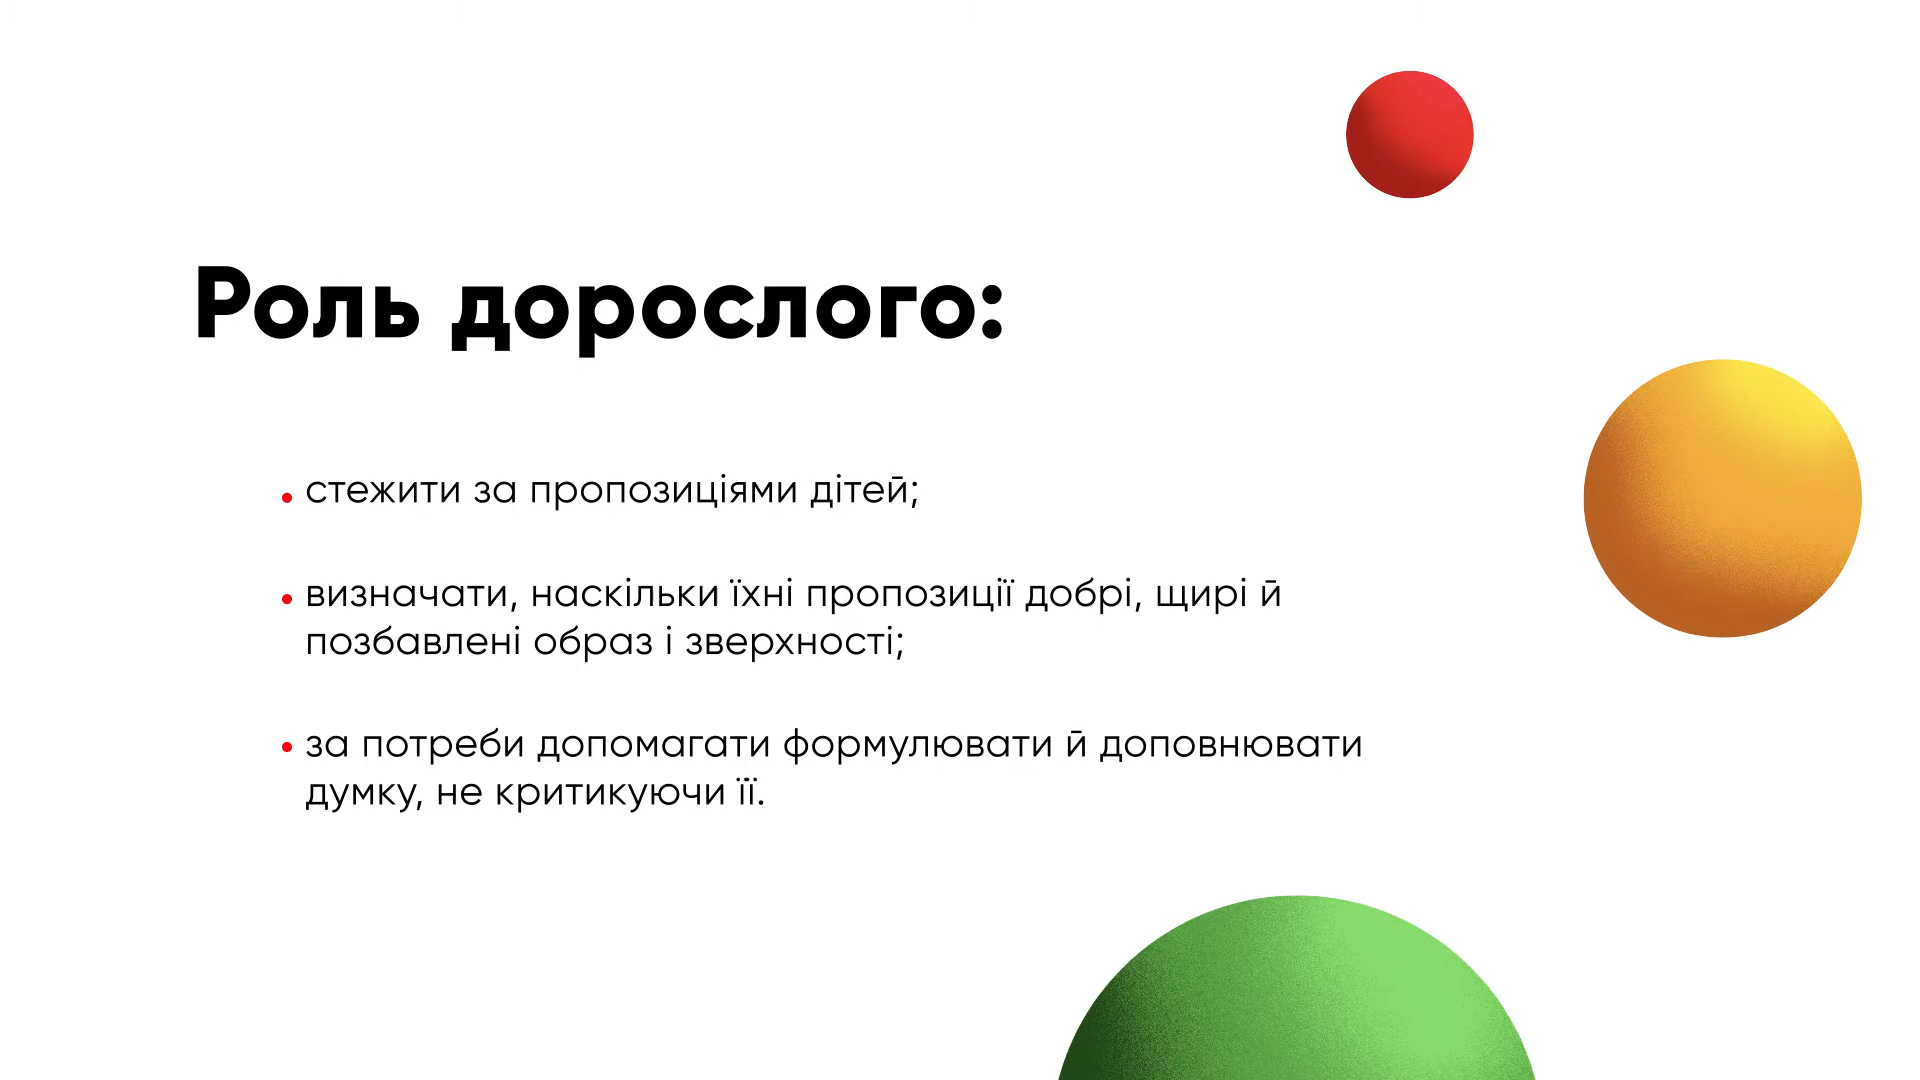 Роль дорослого:
• стежити за пропозиціями дітей;
• визначати, наскільки їхні пропозиції добрі, щирі й
позбавлені образ і зверхності;
• за потреби допомагати формулювати й доповнювати
думку, не критикуючи її.